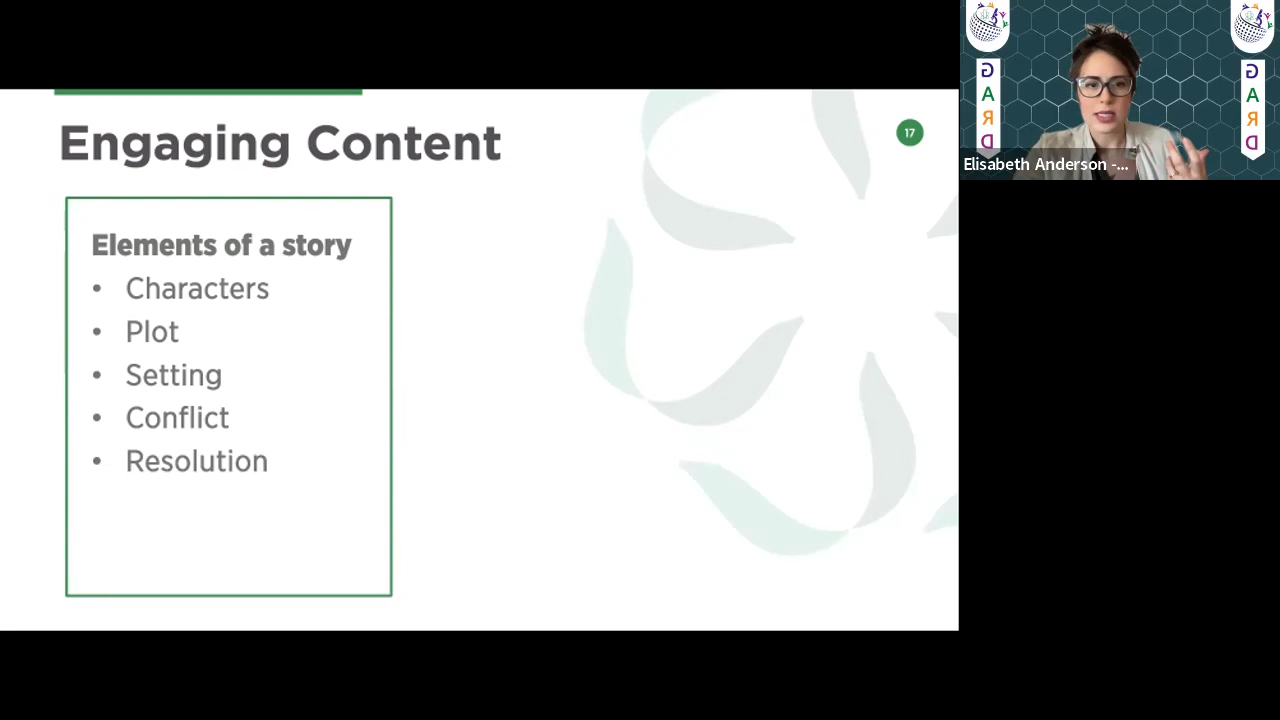 Engaging Content
17
Elements of a story
• Characters
• Plot
• Setting
• Conflict
• Resolution
Elisabeth Anderson -...
G
A
R
D
G
A
R
D